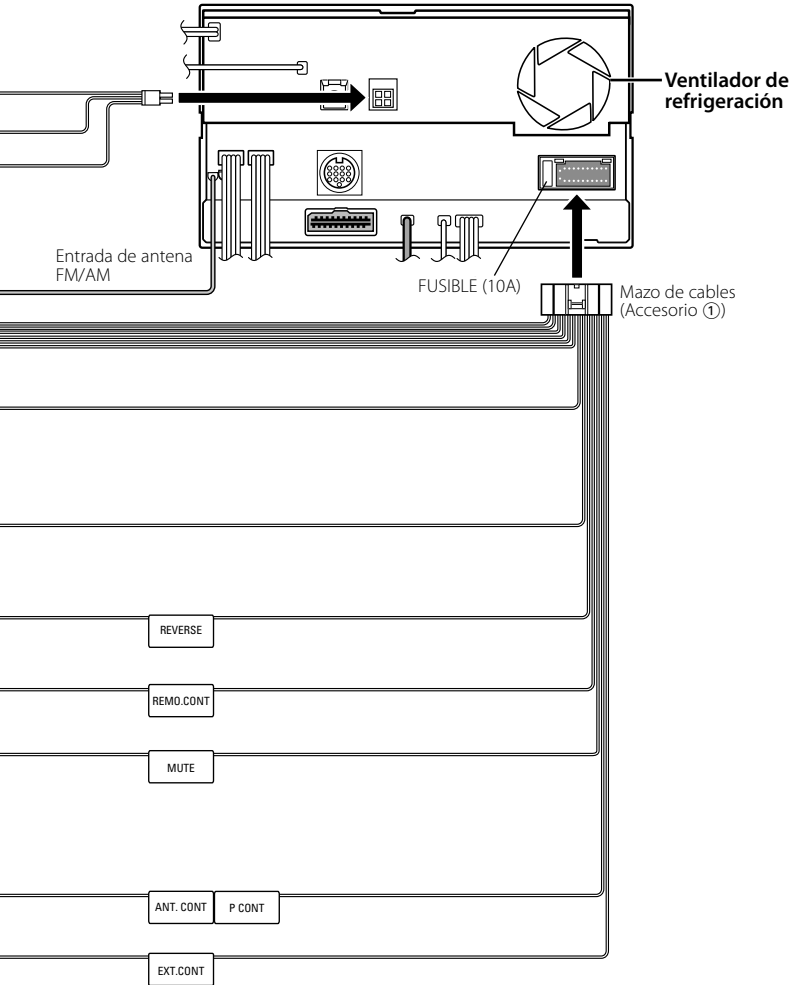 Ventilador de
refrigeración
Entrada de antena
FM/AM
FUSIBLE (10A)
Mazo de cables
(Accesorio ①)
REVERSE
REMO.CONT
MUTE
ANT. CONT
P CONT
EXT.CONT